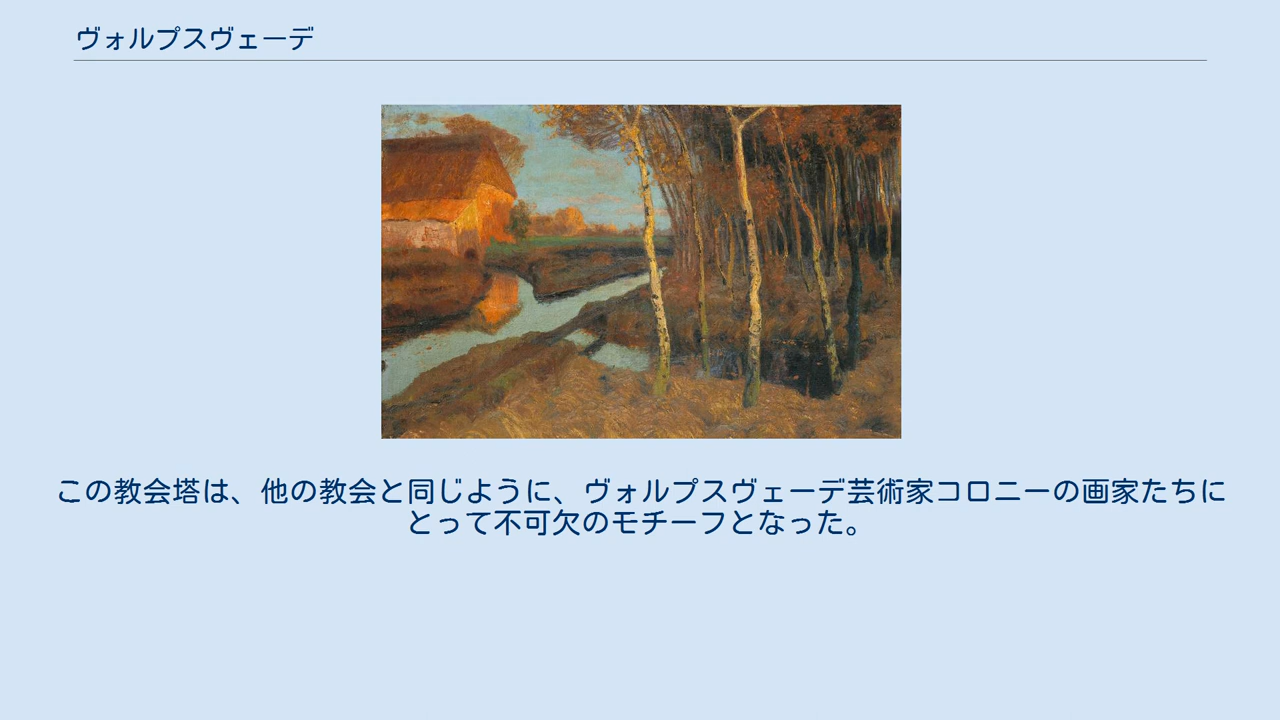 ヴォルプスヴェーデ
この教会塔は、他の教会と同じように、ヴォルプスヴェーデ芸術家コロニーの画家たちに
とって不可欠のモチーフとなった。